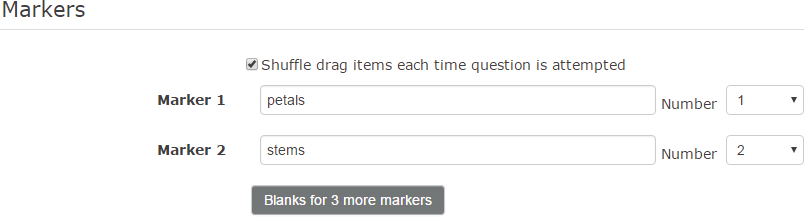 Markers
Shuffle drag items each time question is attempted
Marker 1 petals Number 1
Marker 2 stems Number 2
Blanks for 3 more markers